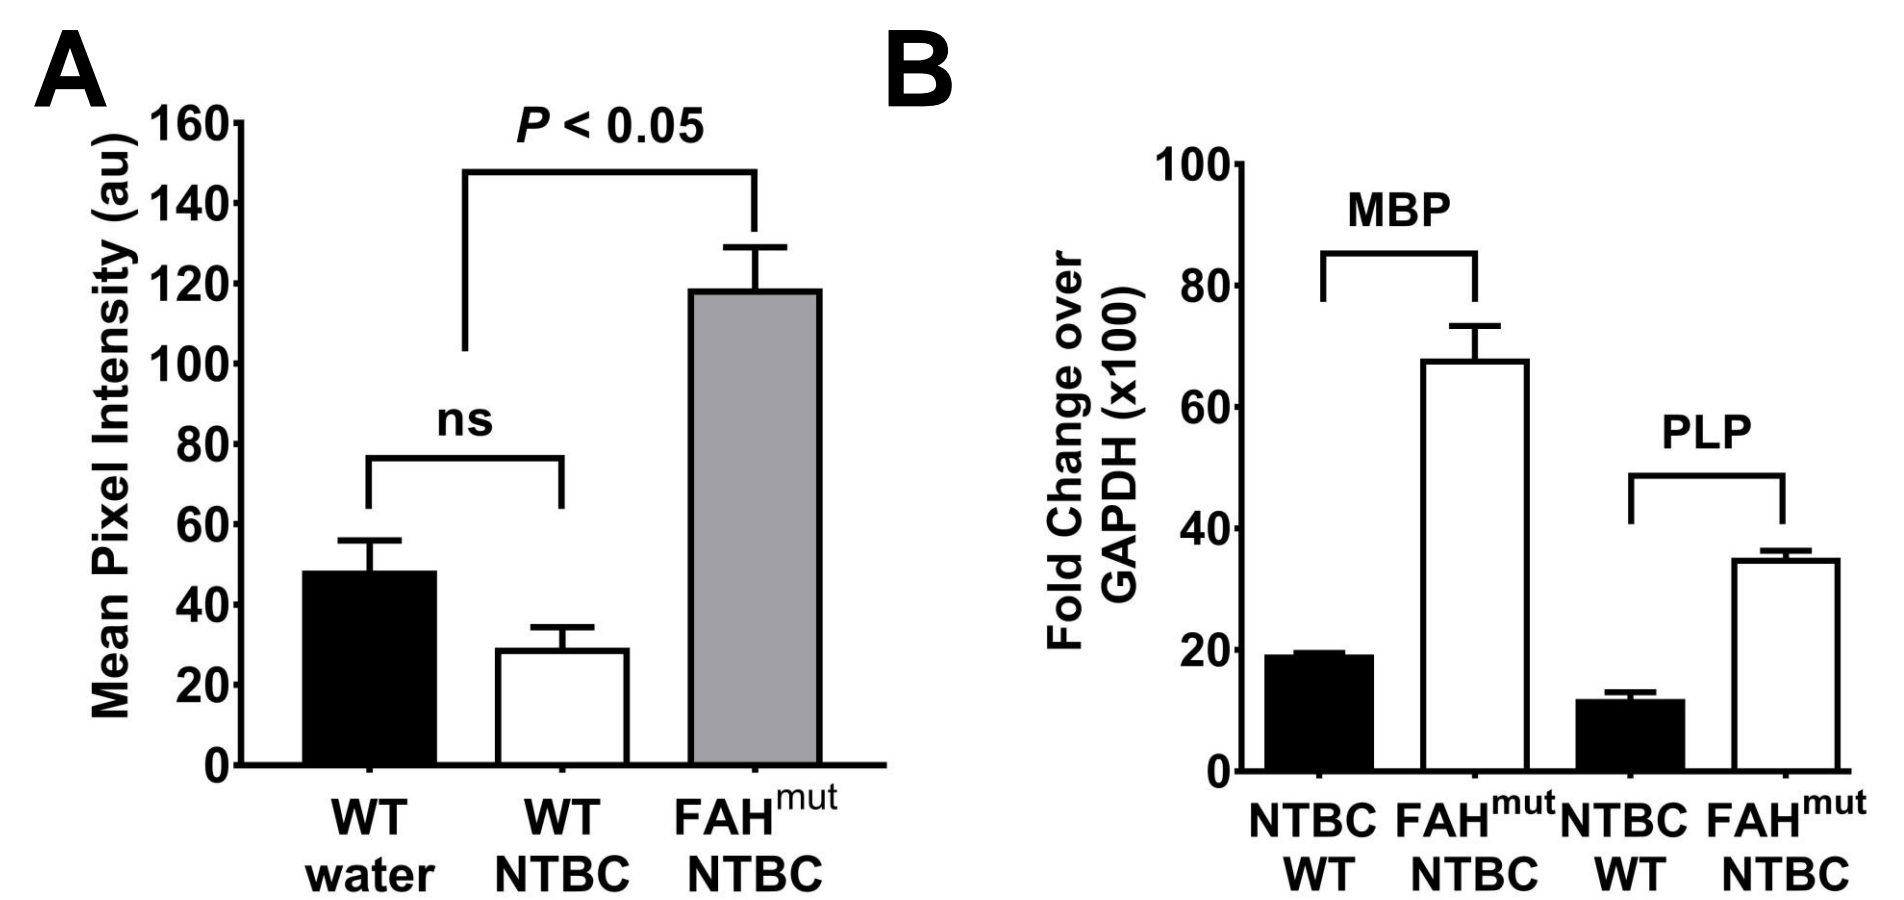 A
Mean Pixel Intensity (au)
160
140
120
100
80
60
40
20
0
P < 0.05
ns
WT water
WT NTBC
FAHmut NTBC
B
Fold Change over
GAPDH (x100)
100
80
60
40
20
0
MBP
PLP
NTBC WT
FAHmut NTBC
NTBC WT
FAHmut NTBC